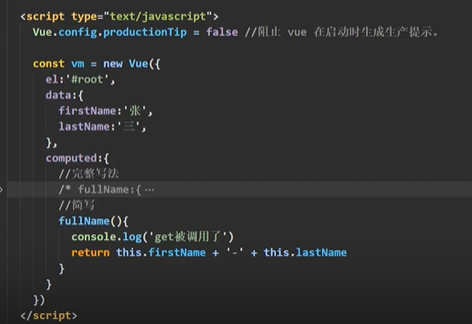 <script type="text/javascript">
Vue.config.productionTip = false //阻止 vue 在启动时生成生产提示。
const vm = new Vue({
el:'#root',
data:{
firstName:'张',
lastName:'三',
},
computed:{
//完整写法
/* fullName:{ ⋯
//简写
fullName(){
console.log('get被调用了')
return this.firstName + '-' + this.lastName
}
}
})
</script>